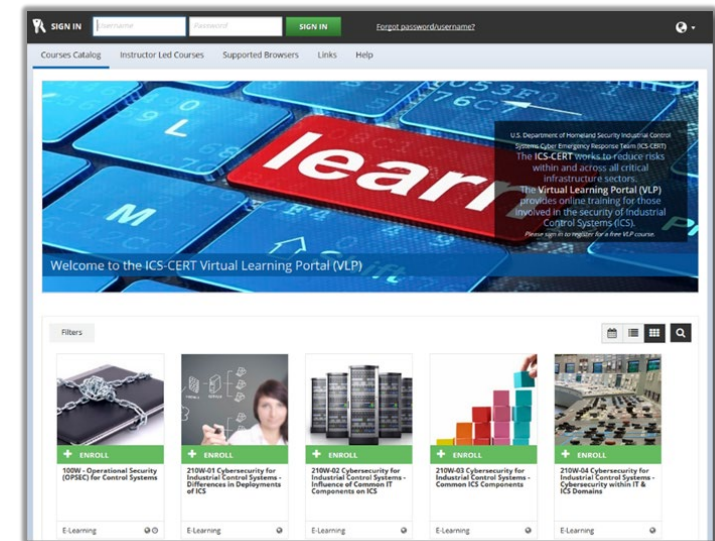 SIGN IN Username Password SIGN IN Forgot password/username?
Courses Catalog Instructor Led Courses Supported Browsers Links Help
learn
L
M
U.S. Department of Homeland Security Industrial Control
Systems Cyber Emergency Response Team (ICS-CERT)
The ICS-CERT works to reduce risks
within and across all critical
infrastructure sectors.
The Virtual Learning Portal (VLP)
provides online training for those
involved in the security of Industrial
Control Systems (ICS).
Please sign in to register for a free VLP course.
Welcome to the ICS-CERT Virtual Learning Portal (VLP)
Filters
+ ENROLL
100W - Operational Security
(OPSEC) for Control Systems
E-Learning
+ ENROLL
210W-01 Cybersecurity for
Industrial Control Systems -
Differences in Deployments
of ICS
E-Learning
+ ENROLL
210W-02 Cybersecurity for
Industrial Control Systems -
Influence of Common IT
Components on ICS
E-Learning
+ ENROLL
210W-03 Cybersecurity for
Industrial Control Systems -
Common ICS Components
E-Learning
+ ENROLL
210W-04 Cybersecurity for
Industrial Control Systems -
Cybersecurity within IT &
ICS Domains
E-Learning